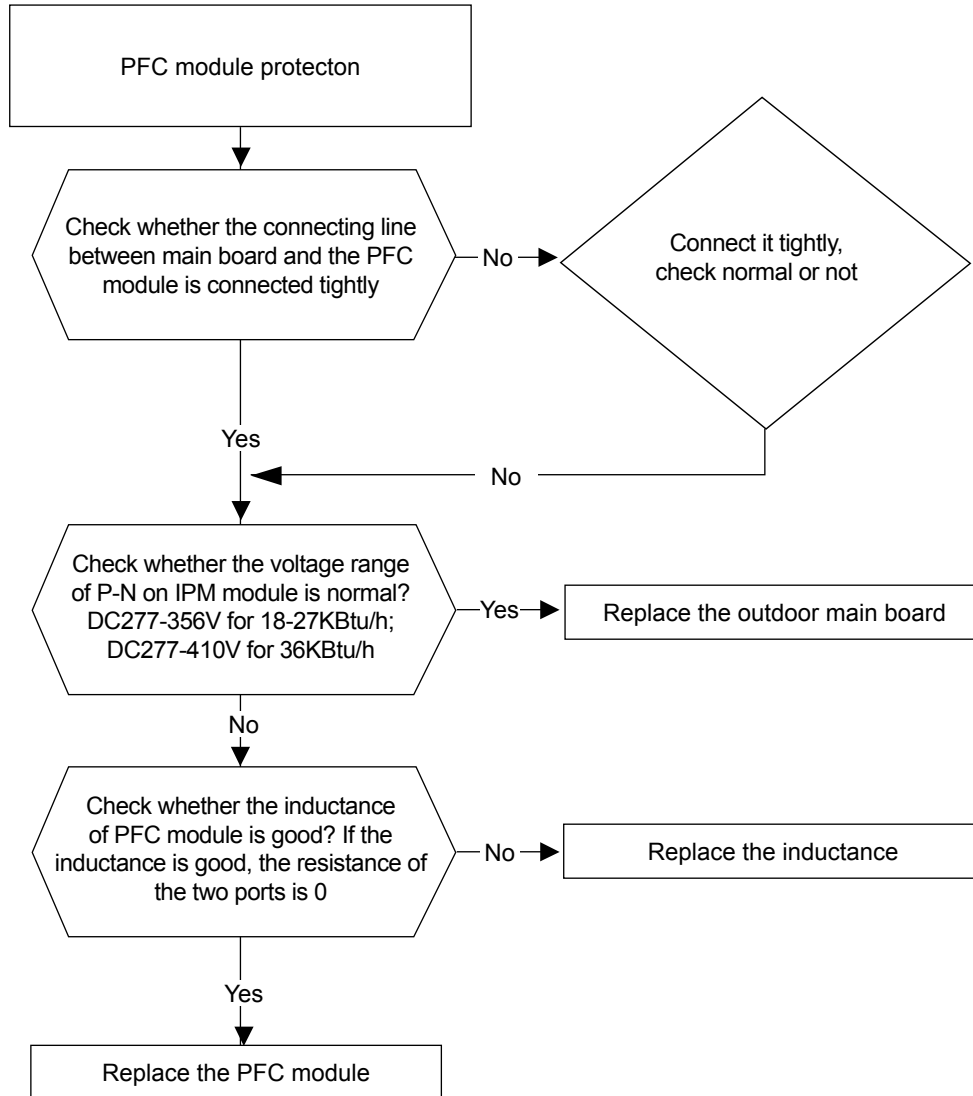 PFC module protecton
Check whether the connecting line
between main board and the PFC
module is connected tightly
No
Connect it tightly,
check normal or not
Yes
No
Check whether the voltage range
of P-N on IPM module is normal?
DC277-356V for 18-27KBtu/h;
DC277-410V for 36KBtu/h
Yes
Replace the outdoor main board
No
Check whether the inductance
of PFC module is good? If the
inductance is good, the resistance of
the two ports is 0
No
Replace the inductance
Yes
Replace the PFC module